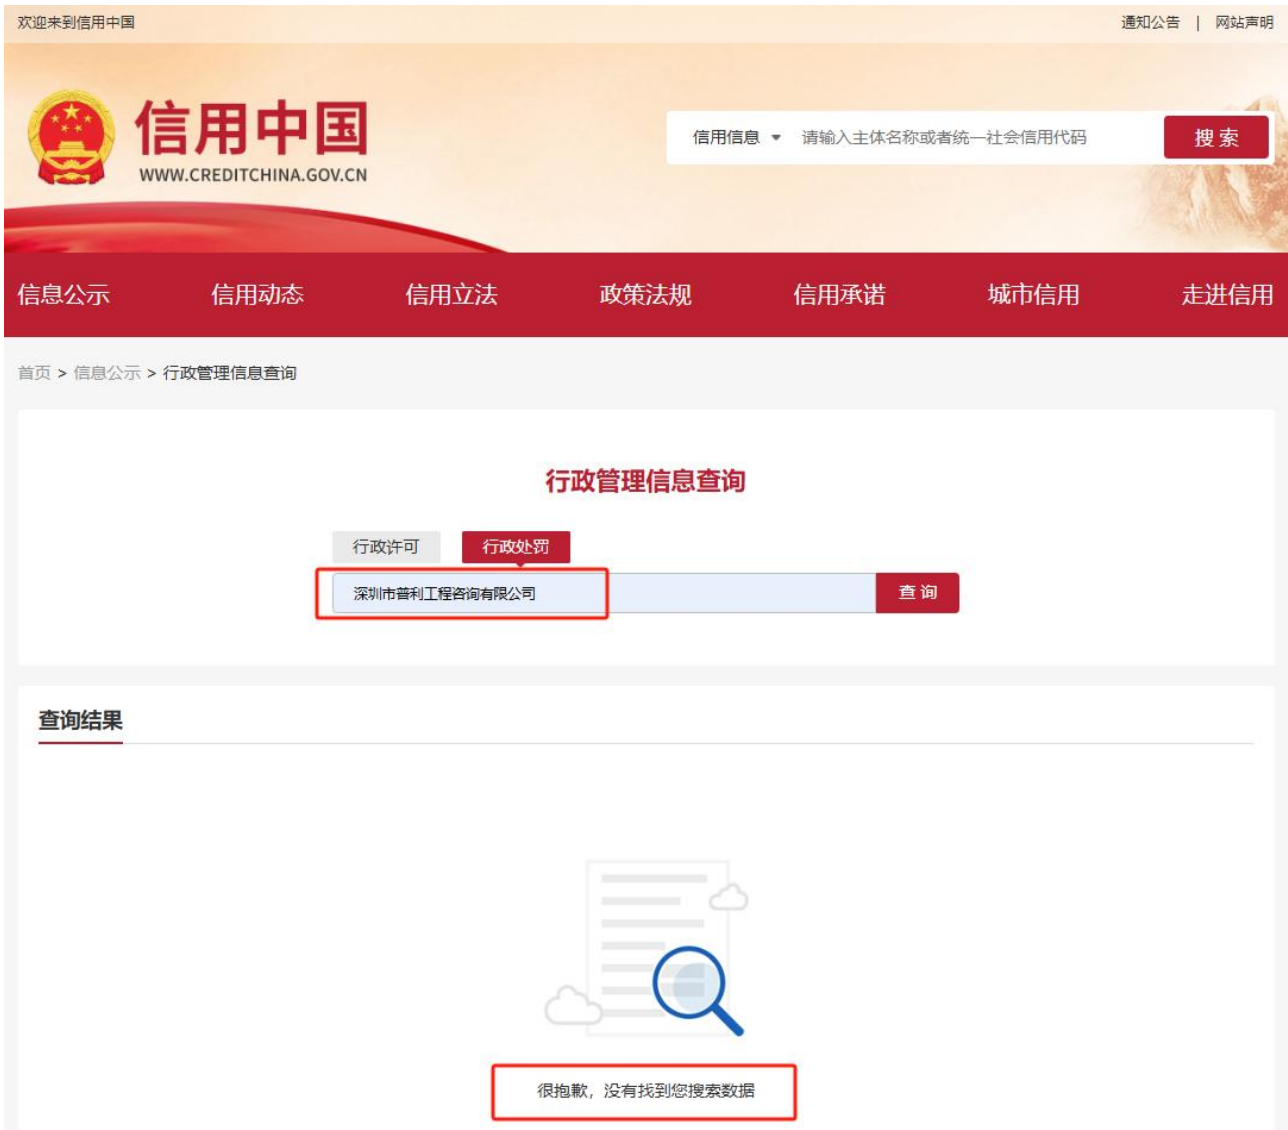 欢迎来到信用中国
通知公告 | 网站声明
信用中国
WWW.CREDITCHINA.GOV.CN
信用信息 请输入主体名称或者统一社会信用代码 搜索
信息公示 信用动态 信用立法 政策法规 信用承诺 城市信用 走进信用
首页 > 信息公示 > 行政管理信息查询
行政管理信息查询
行政许可 行政处罚
深圳市普利工程咨询有限公司 查询
查询结果
很抱歉，没有找到您搜索数据